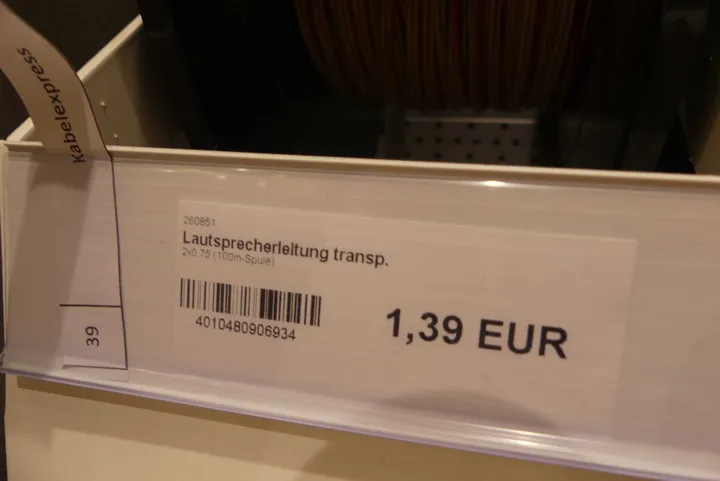 Kabelexpress
39
260851
Lautsprecherleitung transp.
2x0,75 (100m-Spule)
4010480906934
1,39 EUR